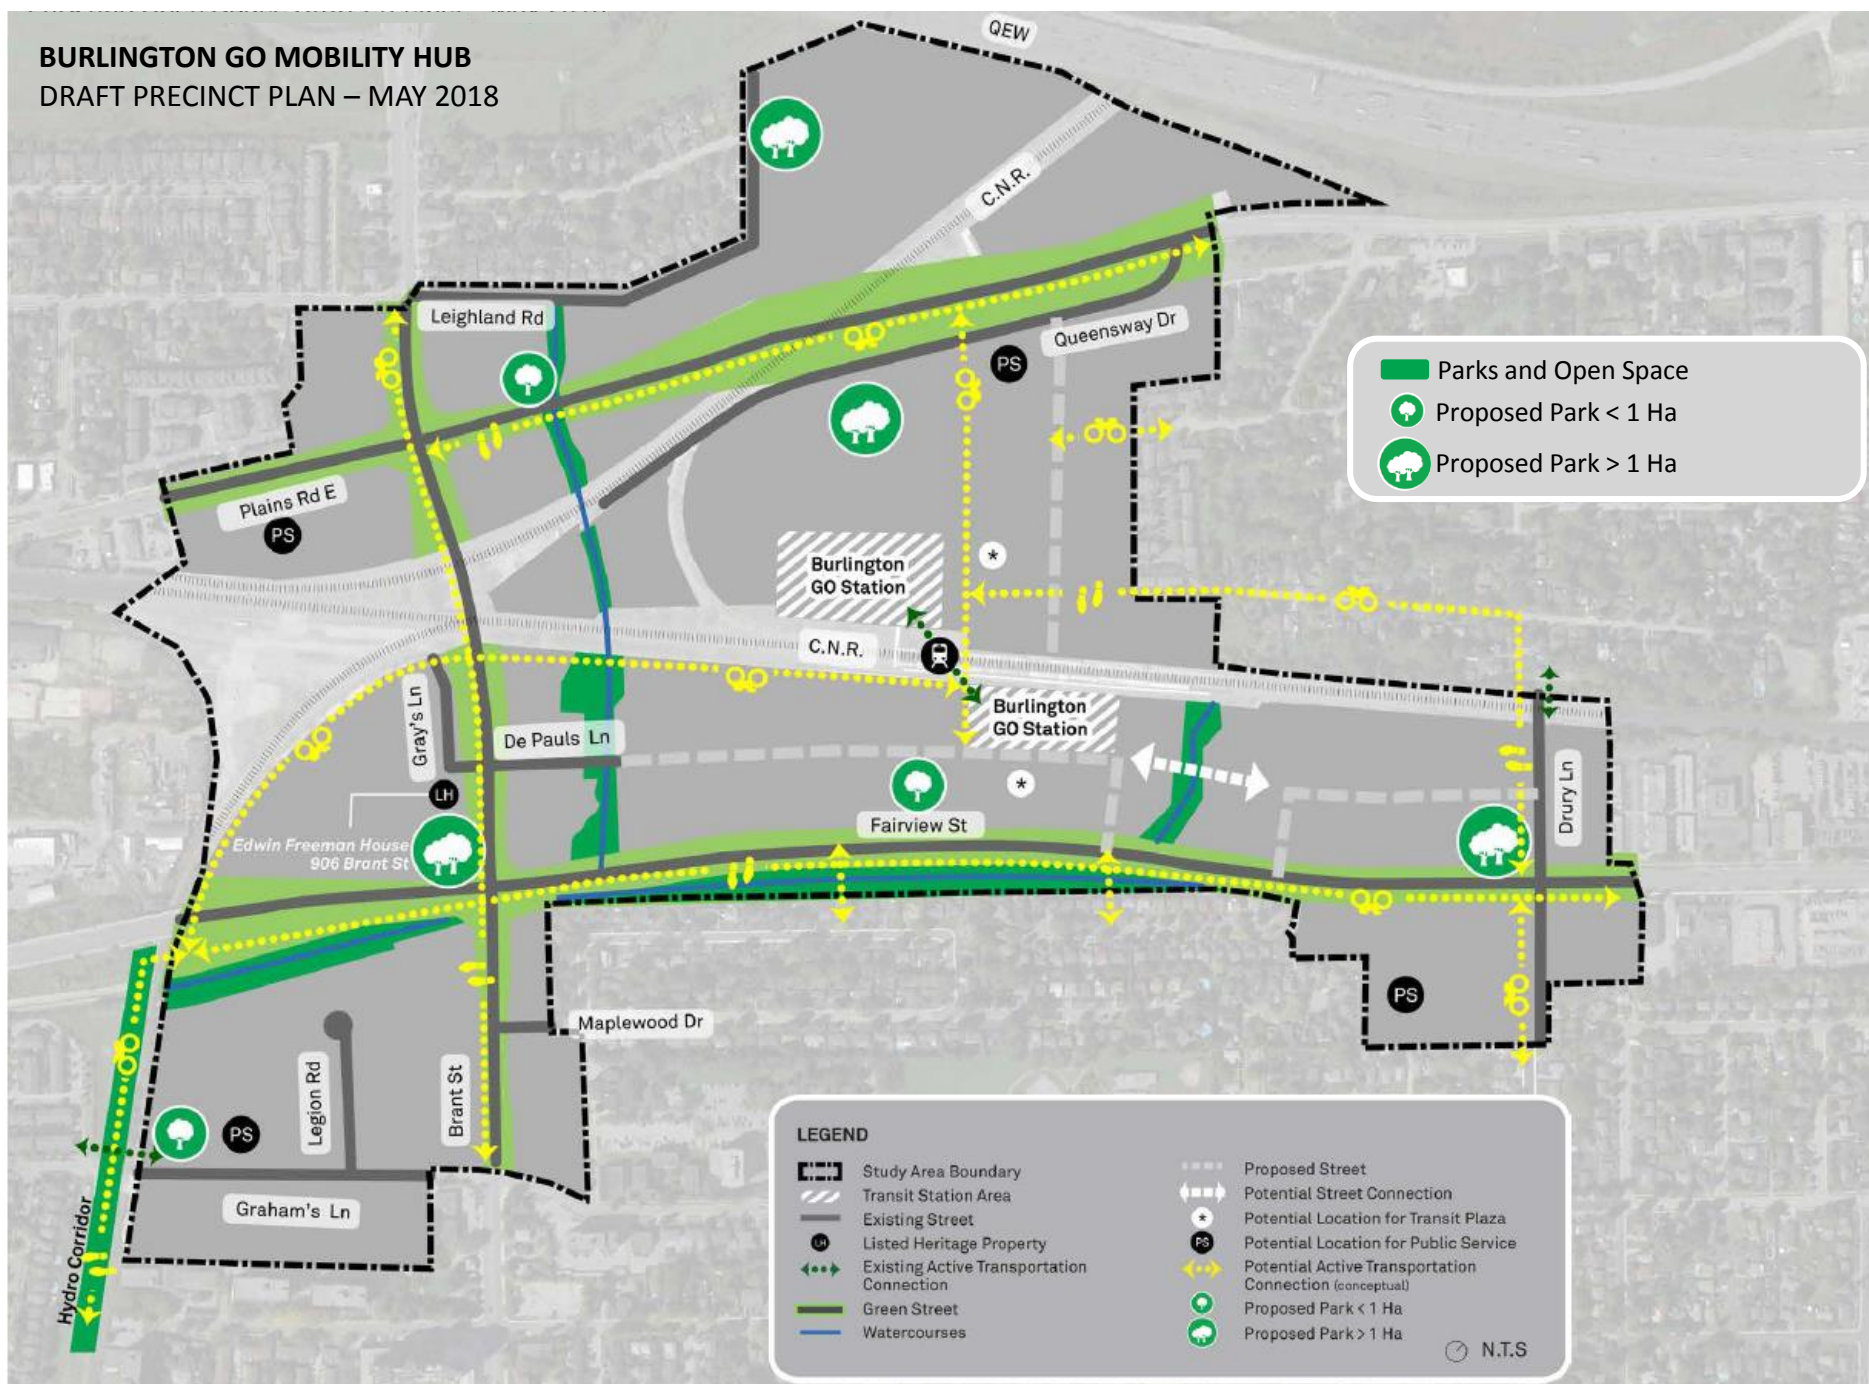 BURLINGTON GO MOBILITY HUB
DRAFT PRECINCT PLAN – MAY 2018
QEW
C.N.R.
Leighland Rd
Queensway Dr
PS
Parks and Open Space
Proposed Park < 1 Ha
Proposed Park > 1 Ha
Plains Rd E
PS
Burlington
GO Station
*
C.N.R.
Gray's Ln
De Pauls Ln
Burlington
GO Station
*
LH
Edwin Freeman House
906 Brant St
Fairview St
Drury Ln
PS
Maplewood Dr
Legion Rd
Brant St
PS
Graham's Ln
Hydro Corridor
LEGEND
Study Area Boundary
Transit Station Area
Existing Street
LH Listed Heritage Property
Existing Active Transportation
Connection
Green Street
Watercourses
Proposed Street
Potential Street Connection
* Potential Location for Transit Plaza
PS Potential Location for Public Service
Potential Active Transportation
Connection (conceptual)
Proposed Park < 1 Ha
Proposed Park > 1 Ha
N.T.S